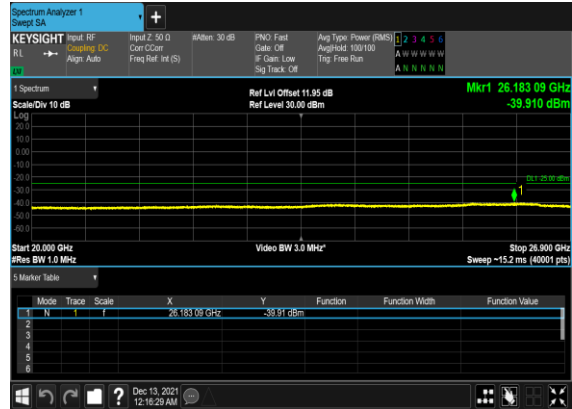 Spectrum Analyzer 1
Swept SA
+
KEYSIGHT Input: RF Input Z: 50 Ω #Atten: 30 dB PNO: Fast Avg Type: Power (RMS) 1 2 3 4 5 6
RL Coupling: DC Corr CCorr Gate: Off Avg|Hold: 100/100 A W W W W W
Align: Auto Freq Ref: Int (S) IF Gain: Low Trig: Free Run
Sig Track: Off A N N N N N
1 Spectrum Ref Lvl Offset 11.95 dB Mkr1 26.183 09 GHz
Scale/Div 10 dB Ref Level 30.00 dBm -39.910 dBm
Log
20.0
10.0
0.00
-10.0
-20.0
DL1 -25.00 dBm
-30.0 1
-40.0
-50.0
-60.0
Start 20.000 GHz Video BW 3.0 MHz* Stop 26.900 GHz
#Res BW 1.0 MHz Sweep ~15.2 ms (40001 pts)
5 Marker Table
Mode Trace Scale X Y Function Function Width Function Value
1 N 1 f 26.183 09 GHz -39.91 dBm
2
3
4
5
6
? Dec 13, 2021
12:16:29 AM